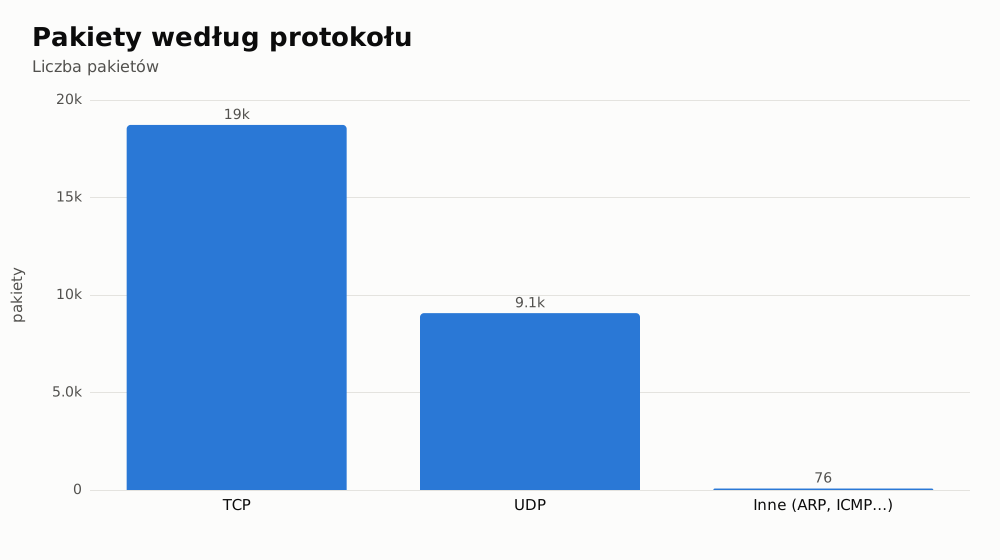 Pakiety według protokołu
Liczba pakietów
20k
19k
15k
10k
9.1k
5.0k
76
0
pakiety
TCP
UDP
Inne (ARP, ICMP…)